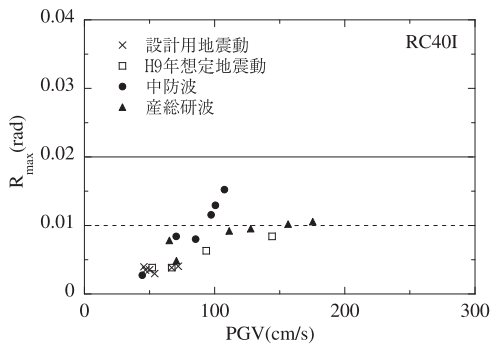 0.04
RC40I
設計用地震動
H9年想定地震動
中防波
産総研波
0.03
0.02
0.01
0
Rmax(rad)
0 100 200 300
PGV(cm/s)